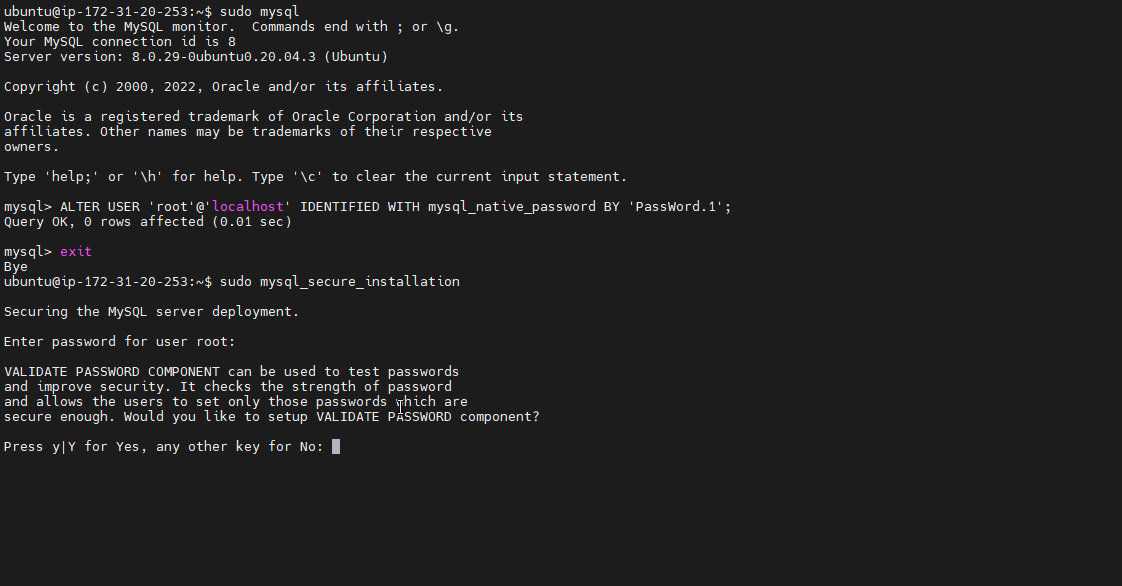 ubuntu@ip-172-31-20-253:~$ sudo mysql
Welcome to the MySQL monitor.  Commands end with ; or \g.
Your MySQL connection id is 8
Server version: 8.0.29-0ubuntu0.20.04.3 (Ubuntu)
Copyright (c) 2000, 2022, Oracle and/or its affiliates.
Oracle is a registered trademark of Oracle Corporation and/or its
affiliates. Other names may be trademarks of their respective
owners.
Type 'help;' or '\h' for help. Type '\c' to clear the current input statement.
mysql> ALTER USER 'root'@'localhost' IDENTIFIED WITH mysql_native_password BY 'PassWord.1';
Query OK, 0 rows affected (0.01 sec)
mysql> exit
Bye
ubuntu@ip-172-31-20-253:~$ sudo mysql_secure_installation
Securing the MySQL server deployment.
Enter password for user root:
VALIDATE PASSWORD COMPONENT can be used to test passwords
and improve security. It checks the strength of password
and allows the users to set only those passwords which are
secure enough. Would you like to setup VALIDATE PASSWORD component?
Press y|Y for Yes, any other key for No: